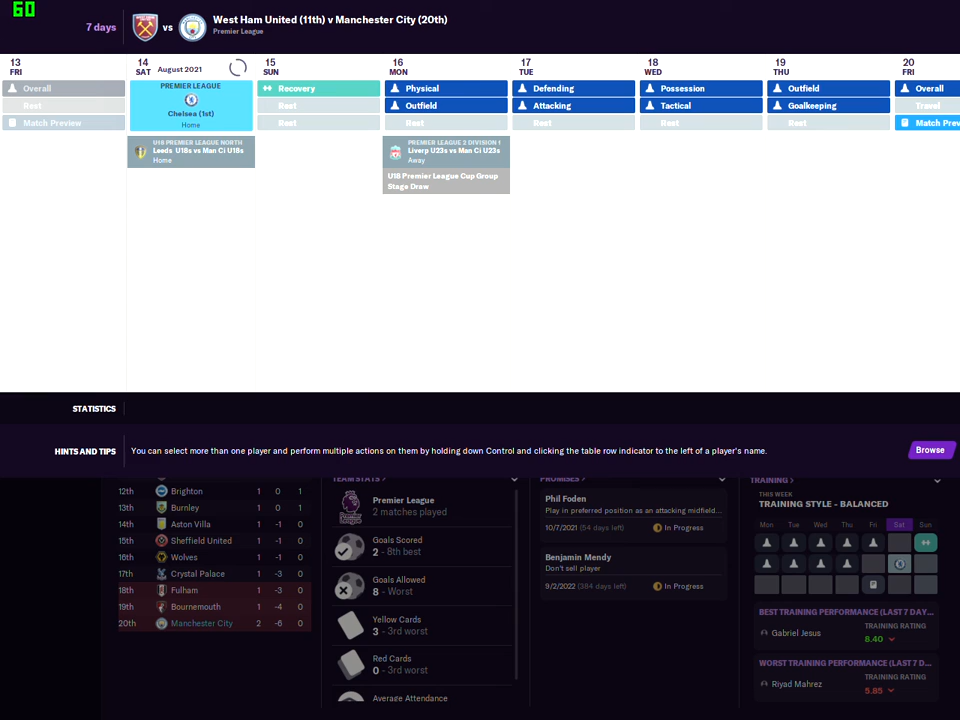 60
7 days
vs
West Ham United (11th) v Manchester City (20th)
Premier League
13
FRI
14
SAT
August 2021
15
SUN
16
MON
17
TUE
18
WED
19
THU
20
FRI
Overall
Rest
Match Preview
PREMIER LEAGUE
Chelsea (1st)
Home
Recovery
Rest
Rest
Physical
Outfield
Rest
Defending
Attacking
Rest
Possession
Tactical
Rest
Outfield
Goalkeeping
Rest
Overall
Travel
Match Prev
U18 PREMIER LEAGUE NORTH
Leeds U18s vs Man Ci U18s
Home
PREMIER LEAGUE 2 DIVISION 1
Liverp U23s vs Man Ci U23s
Away
U18 Premier League Cup Group
Stage Draw
STATISTICS
HINTS AND TIPS
You can select more than one player and perform multiple actions on them by holding down Control and clicking the table row indicator to the left of a player's name.
Browse
12th Brighton 1 0 1
13th Burnley 1 0 1
14th Aston Villa 1 -1 0
15th Sheffield United 1 -1 0
16th Wolves 1 -1 0
17th Crystal Palace 1 -3 0
18th Fulham 1 -3 0
19th Bournemouth 1 -4 0
20th Manchester City 2 -6 0
TEAM STATS >
Premier League
2 matches played
Goals Scored
2 - 8th best
Goals Allowed
8 - Worst
Yellow Cards
3 - 3rd worst
Red Cards
0 - 3rd worst
Average Attendance
PROMISES >
Phil Foden
Play in preferred position as an attacking midfiel...
10/7/2021 (54 days left)
In Progress
Benjamin Mendy
Don't sell player
9/2/2022 (384 days left)
In Progress
TRAINING >
THIS WEEK
TRAINING STYLE - BALANCED
Mon Tue Wed Thu Fri Sat Sun
BEST TRAINING PERFORMANCE (LAST 7 DAY...
Gabriel Jesus
TRAINING RATING
8.40
WORST TRAINING PERFORMANCE (LAST 7 D...
Riyad Mahrez
TRAINING RATING
5.85